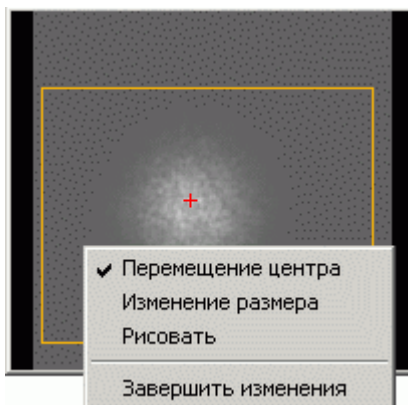 Перемещение центра
Изменение размера
Рисовать
Завершить изменения